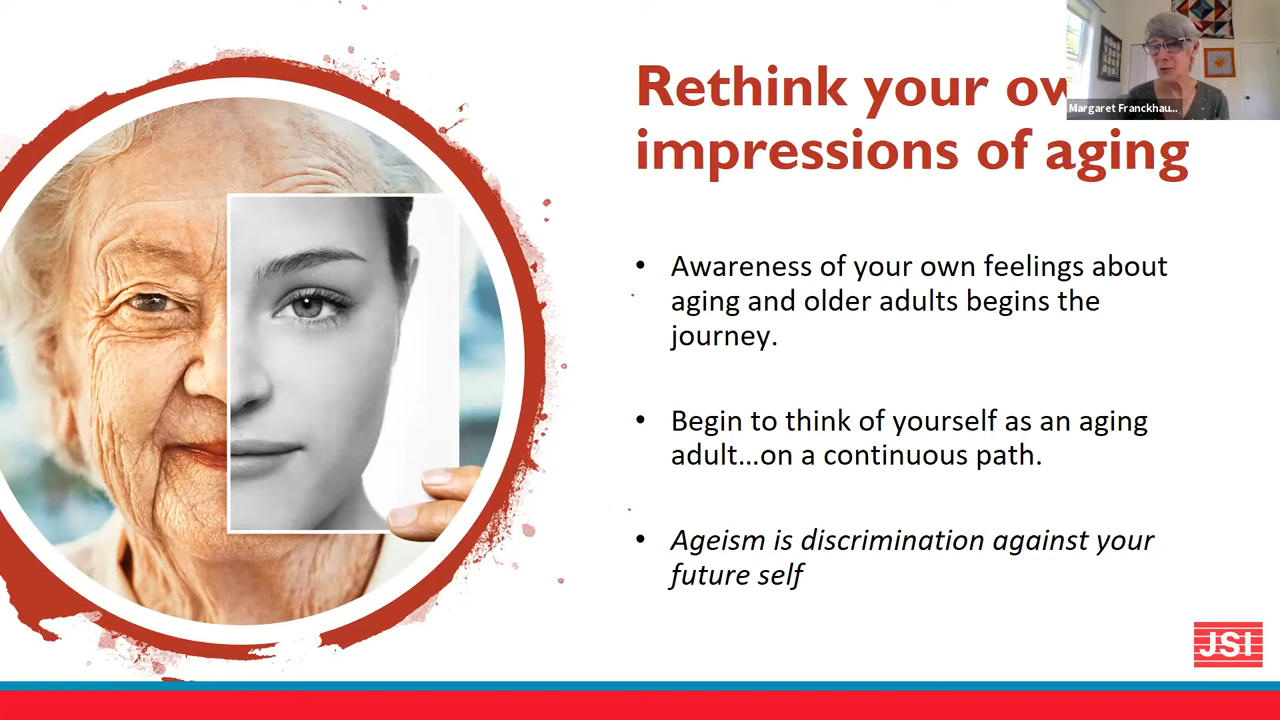 Rethink your ow
impressions of aging
Margaret Franckhau...
• Awareness of your own feelings about
aging and older adults begins the
journey.
• Begin to think of yourself as an aging
adult...on a continuous path.
• Ageism is discrimination against your
future self
JSI